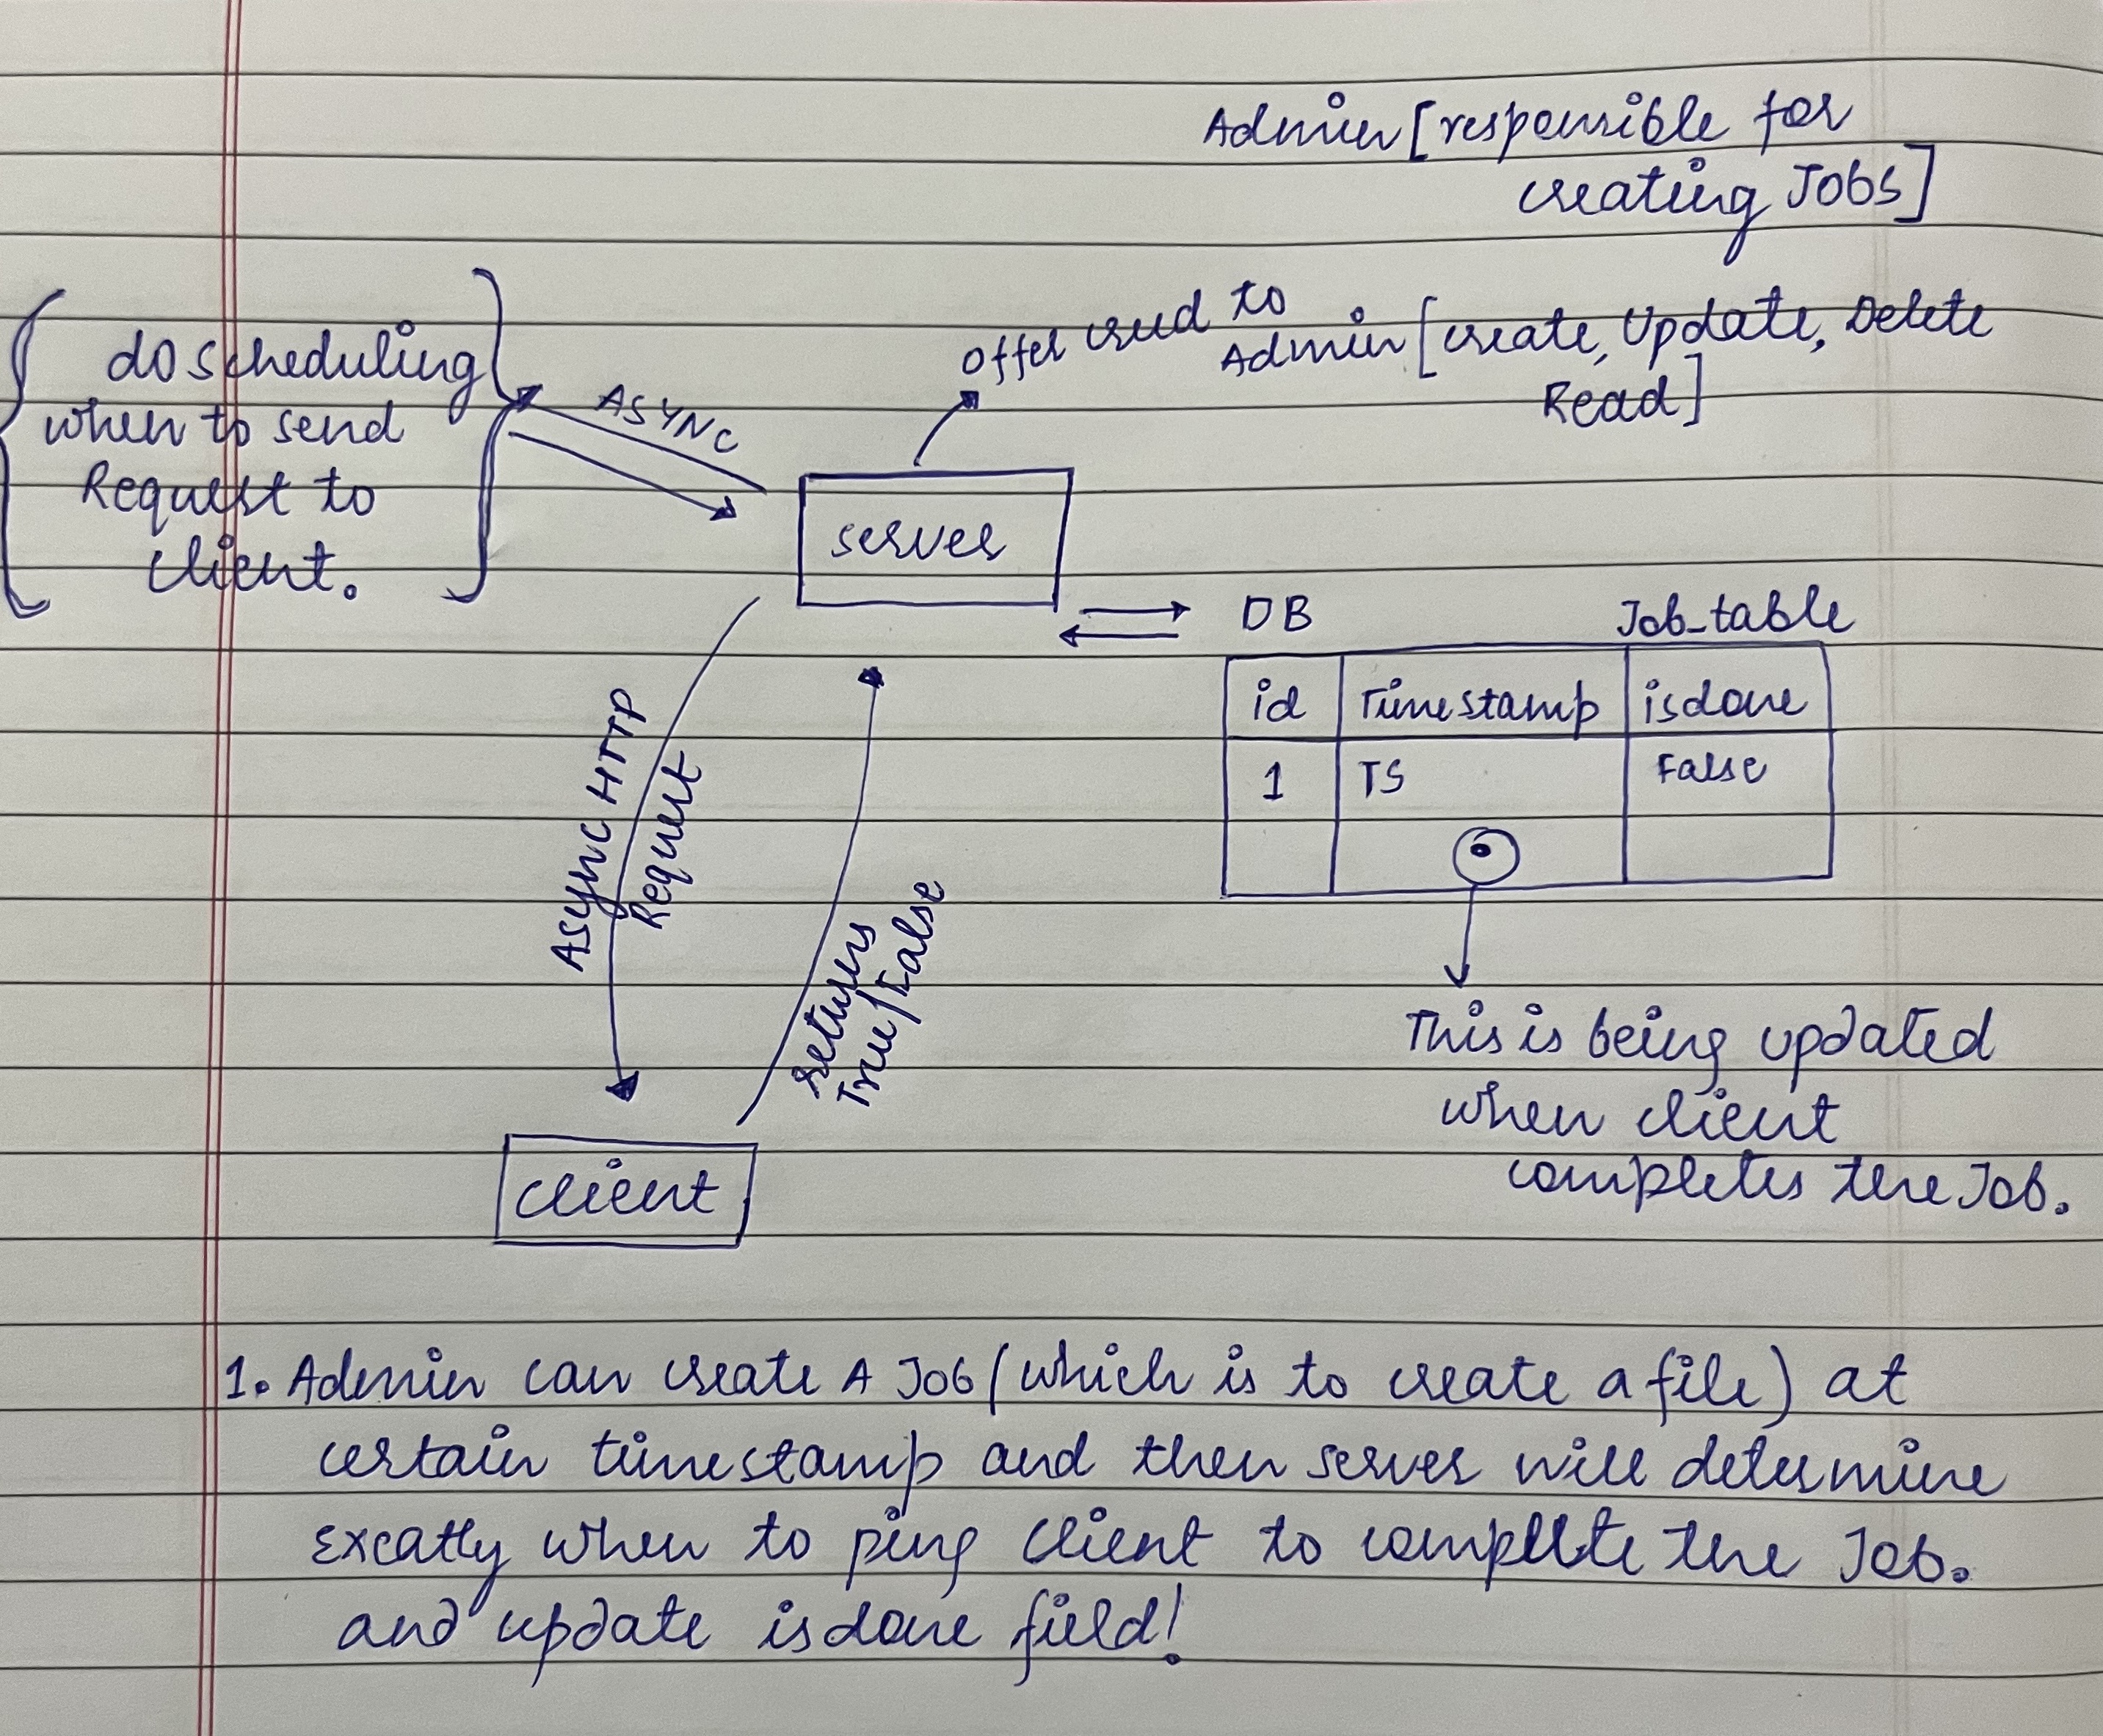 Admin [responsible for
creating Jobs]
Offer crud to
Admin [create, Update, Delete
Read]
do scheduling
when to send
Request to
client.
ASYNC
server
DB
Job_table
id Timestamp isdone
1 TS False
Async HTTP
Request
returns
True/False
This is being updated
when client
completes the Job.
client
1. Admin can create A Job (which is to create a file) at
certain timestamp and then server will determine
Excatly when to ping client to complete the Job.
and update isdone field!